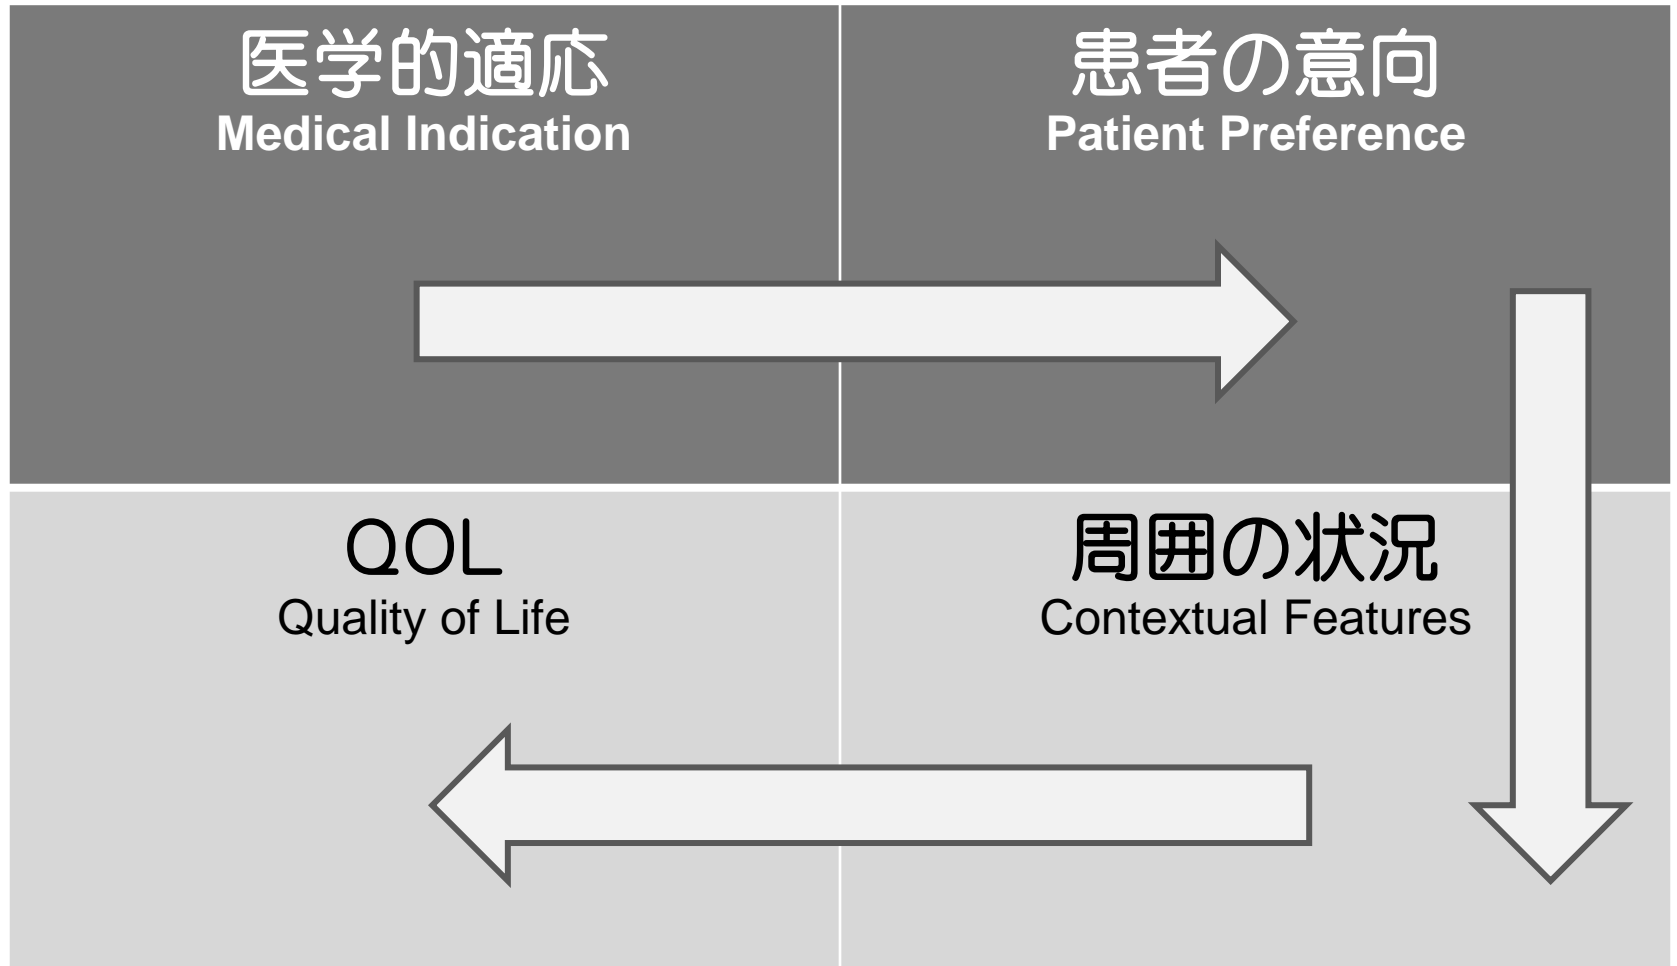 医学的適応
Medical Indication
患者の意向
Patient Preference
QOL
Quality of Life
周囲の状況
Contextual Features